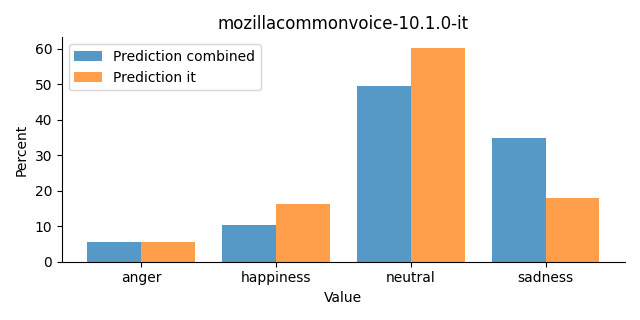 mozillacommonvoice-10.1.0-it
Prediction combined
Prediction it
Percent
60
50
40
30
20
10
0
anger happiness neutral sadness
Value